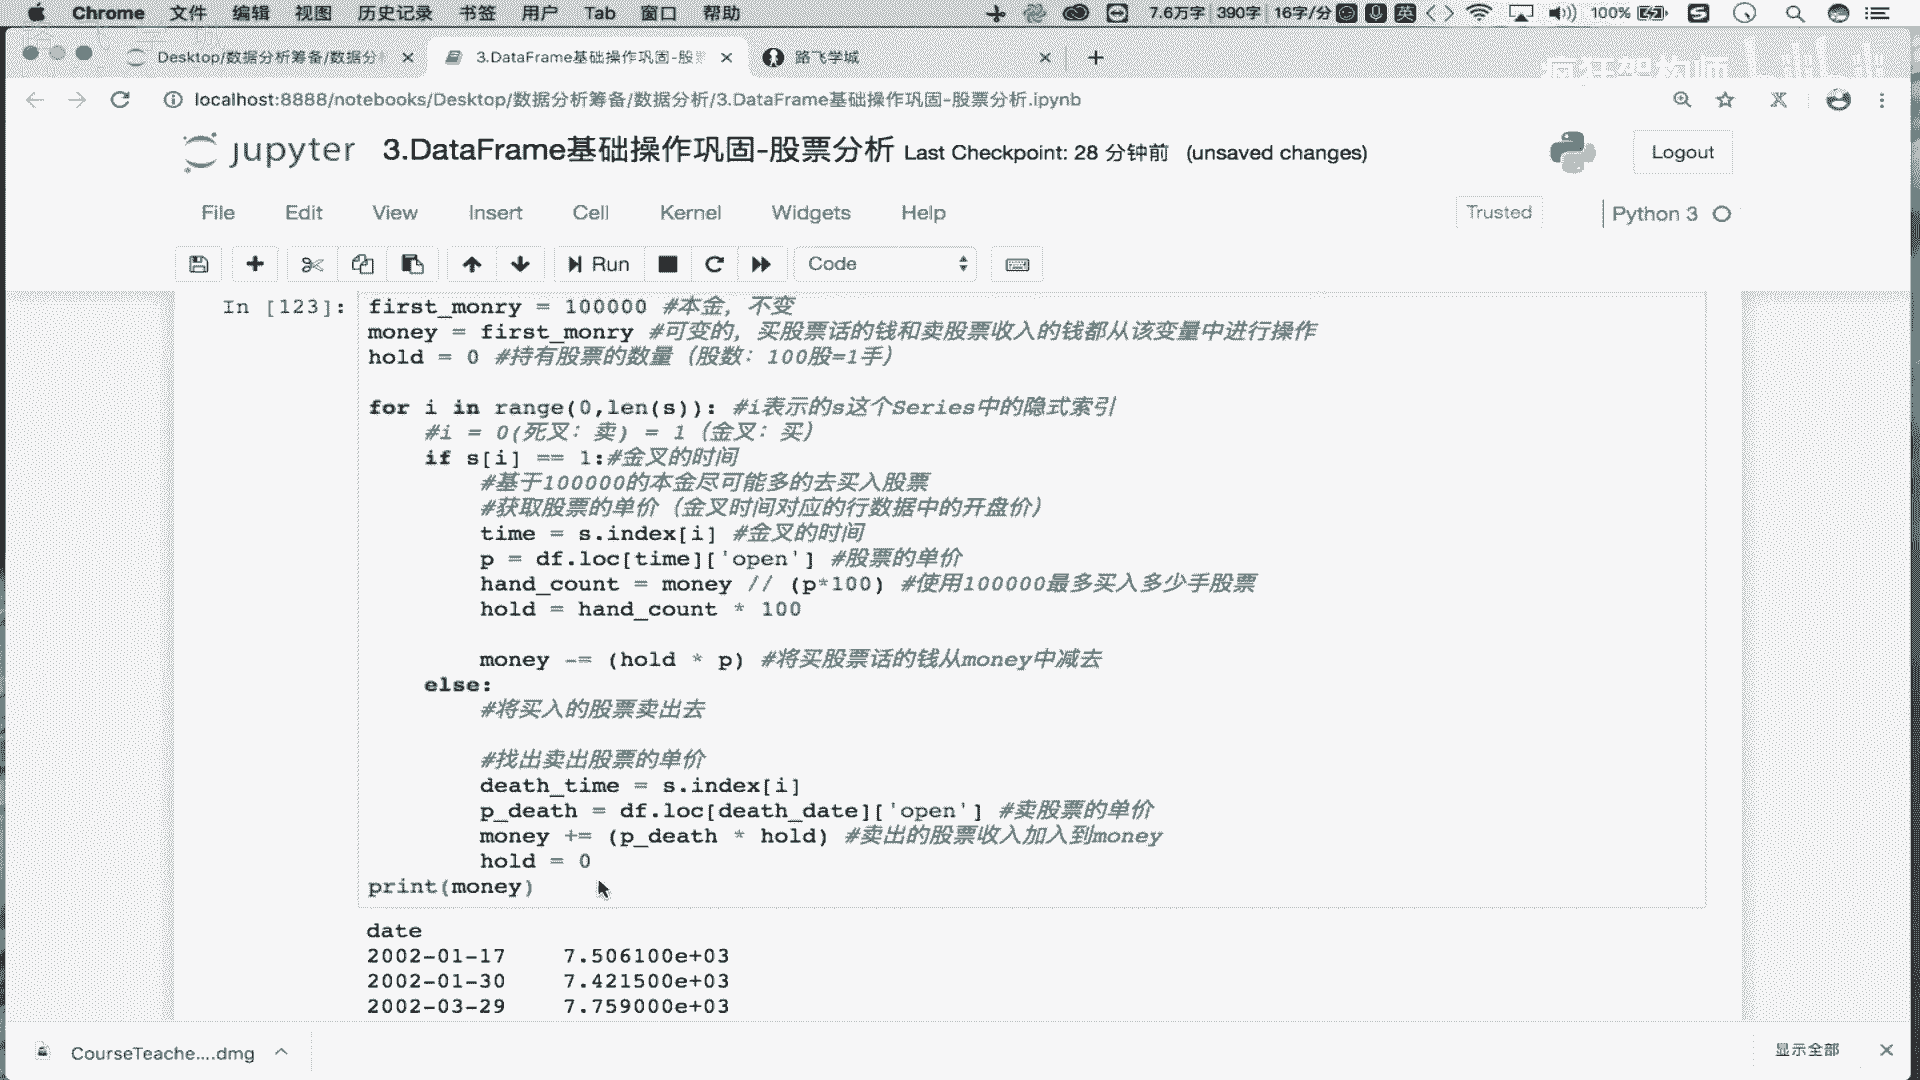 Chrome 文件 编辑 视图 历史记录 书签 用户 Tab 窗口 帮助 7.6万字 390字 16字/分 英 100%
Desktop/数据分析筹备/数据分 3.DataFrame基础操作巩固-股 路飞学城
疯狂架构师 bilibili
localhost:8888/notebooks/Desktop/数据分析筹备/数据分析/3.DataFrame基础操作巩固-股票分析.ipynb
jupyter 3.DataFrame基础操作巩固-股票分析 Last Checkpoint: 28 分钟前 (unsaved changes) Logout
File Edit View Insert Cell Kernel Widgets Help Trusted Python 3
Run Code
In [123]: first_monry = 100000 #本金，不变
money = first_monry #可变的，买股票话的钱和卖股票收入的钱都从该变量中进行操作
hold = 0 #持有股票的数量（股数：100股=1手）
for i in range(0,len(s)): #i表示的s这个Series中的隐式索引
#i = 0(死叉：卖) = 1（金叉：买）
if s[i] == 1:#金叉的时间
#基于100000的本金尽可能多的去买入股票
#获取股票的单价（金叉时间对应的行数据中的开盘价）
time = s.index[i] #金叉的时间
p = df.loc[time]['open'] #股票的单价
hand_count = money // (p*100) #使用100000最多买入多少手股票
hold = hand_count * 100
money -= (hold * p) #将买股票话的钱从money中减去
else:
#将买入的股票卖出去
#找出卖出股票的单价
death_time = s.index[i]
p_death = df.loc[death_date]['open'] #卖股票的单价
money += (p_death * hold) #卖出的股票收入加入到money
hold = 0
print(money)
date
2002-01-17 7.506100e+03
2002-01-30 7.421500e+03
2002-03-29 7.759000e+03
CourseTeache....dmg 显示全部